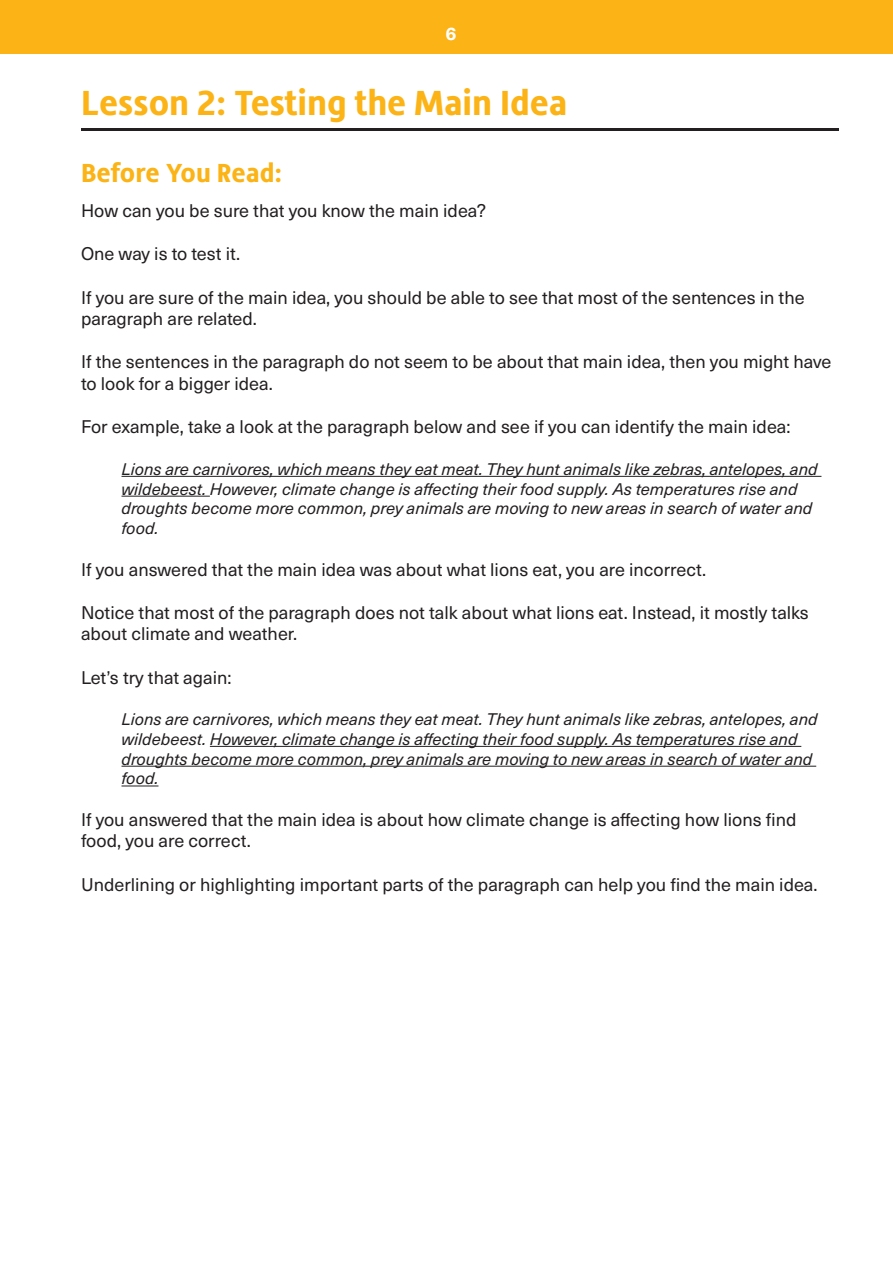 6
Lesson 2: Testing the Main Idea
Before You Read:
How can you be sure that you know the main idea?
One way is to test it.
If you are sure of the main idea, you should be able to see that most of the sentences in the
paragraph are related.
If the sentences in the paragraph do not seem to be about that main idea, then you might have
to look for a bigger idea.
For example, take a look at the paragraph below and see if you can identify the main idea:
Lions are carnivores, which means they eat meat. They hunt animals like zebras, antelopes, and
wildebeest. However, climate change is affecting their food supply. As temperatures rise and
droughts become more common, prey animals are moving to new areas in search of water and
food.
If you answered that the main idea was about what lions eat, you are incorrect.
Notice that most of the paragraph does not talk about what lions eat. Instead, it mostly talks
about climate and weather.
Let’s try that again:
Lions are carnivores, which means they eat meat. They hunt animals like zebras, antelopes, and
wildebeest. However, climate change is affecting their food supply. As temperatures rise and
droughts become more common, prey animals are moving to new areas in search of water and
food.
If you answered that the main idea is about how climate change is affecting how lions find
food, you are correct.
Underlining or highlighting important parts of the paragraph can help you find the main idea.